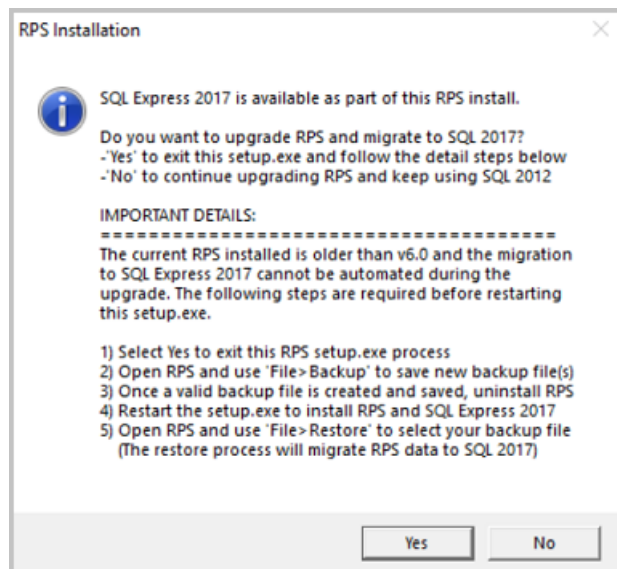 RPS Installation
SQL Express 2017 is available as part of this RPS install.
Do you want to upgrade RPS and migrate to SQL 2017?
-'Yes' to exit this setup.exe and follow the detail steps below
-'No' to continue upgrading RPS and keep using SQL 2012
IMPORTANT DETAILS:
==========================================
The current RPS installed is older than v6.0 and the migration
to SQL Express 2017 cannot be automated during the
upgrade. The following steps are required before restarting
this setup.exe.
1) Select Yes to exit this RPS setup.exe process
2) Open RPS and use 'File>Backup' to save new backup file(s)
3) Once a valid backup file is created and saved, uninstall RPS
4) Restart the setup.exe to install RPS and SQL Express 2017
5) Open RPS and use 'File>Restore' to select your backup file
(The restore process will migrate RPS data to SQL 2017)
Yes No